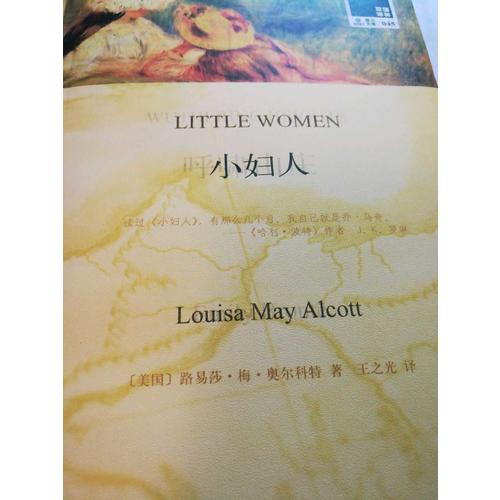 045
LITTLE WOMEN
小妇人
读过《小妇人》，有那么几个月，我自己就是乔·马奇。
——《哈利·波特》作者 J. K. 罗琳
Louisa May Alcott
〔美国〕路易莎·梅·奥尔科特 著 王之光 译